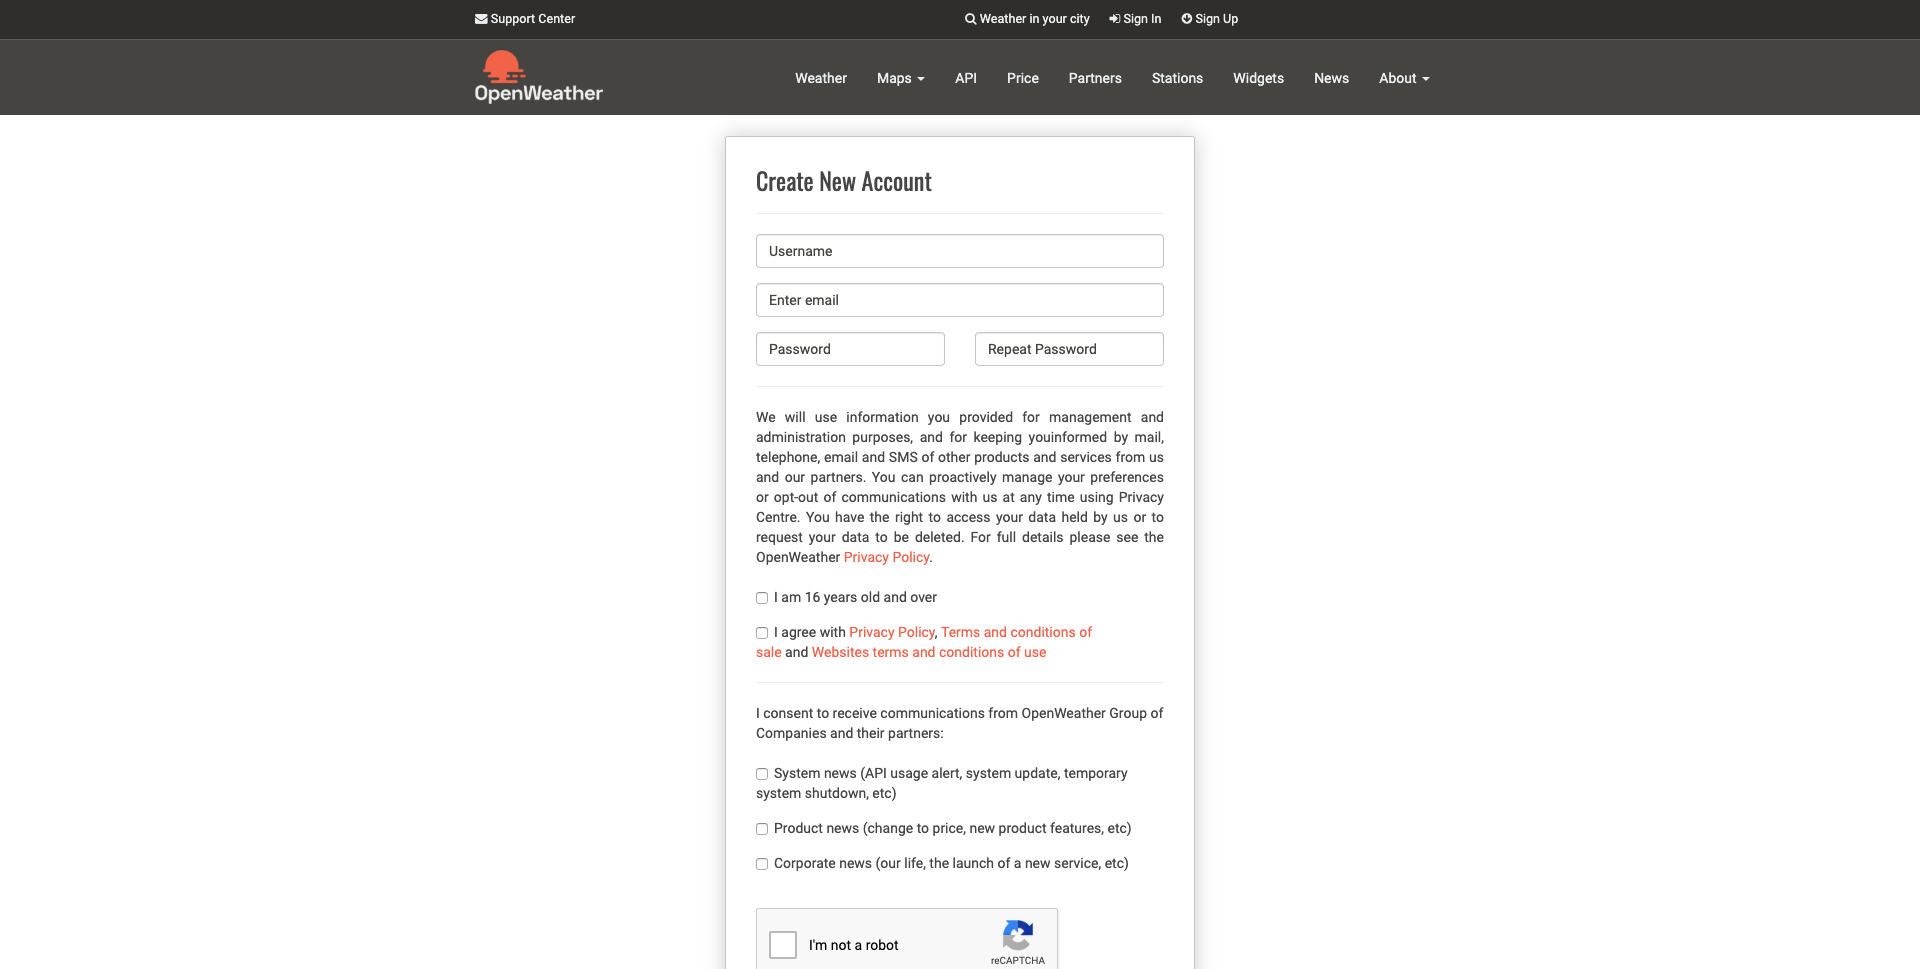 Support Center
Weather in your city
Sign In
Sign Up
OpenWeather
Weather
Maps
API
Price
Partners
Stations
Widgets
News
About
Create New Account
Username
Enter email
Password
Repeat Password
We will use information you provided for management and
administration purposes, and for keeping youinformed by mail,
telephone, email and SMS of other products and services from us
and our partners. You can proactively manage your preferences
or opt-out of communications with us at any time using Privacy
Centre. You have the right to access your data held by us or to
request your data to be deleted. For full details please see the
OpenWeather Privacy Policy.
I am 16 years old and over
I agree with Privacy Policy, Terms and conditions of
sale and Websites terms and conditions of use
I consent to receive communications from OpenWeather Group of
Companies and their partners:
System news (API usage alert, system update, temporary
system shutdown, etc)
Product news (change to price, new product features, etc)
Corporate news (our life, the launch of a new service, etc)
I'm not a robot
reCAPTCHA